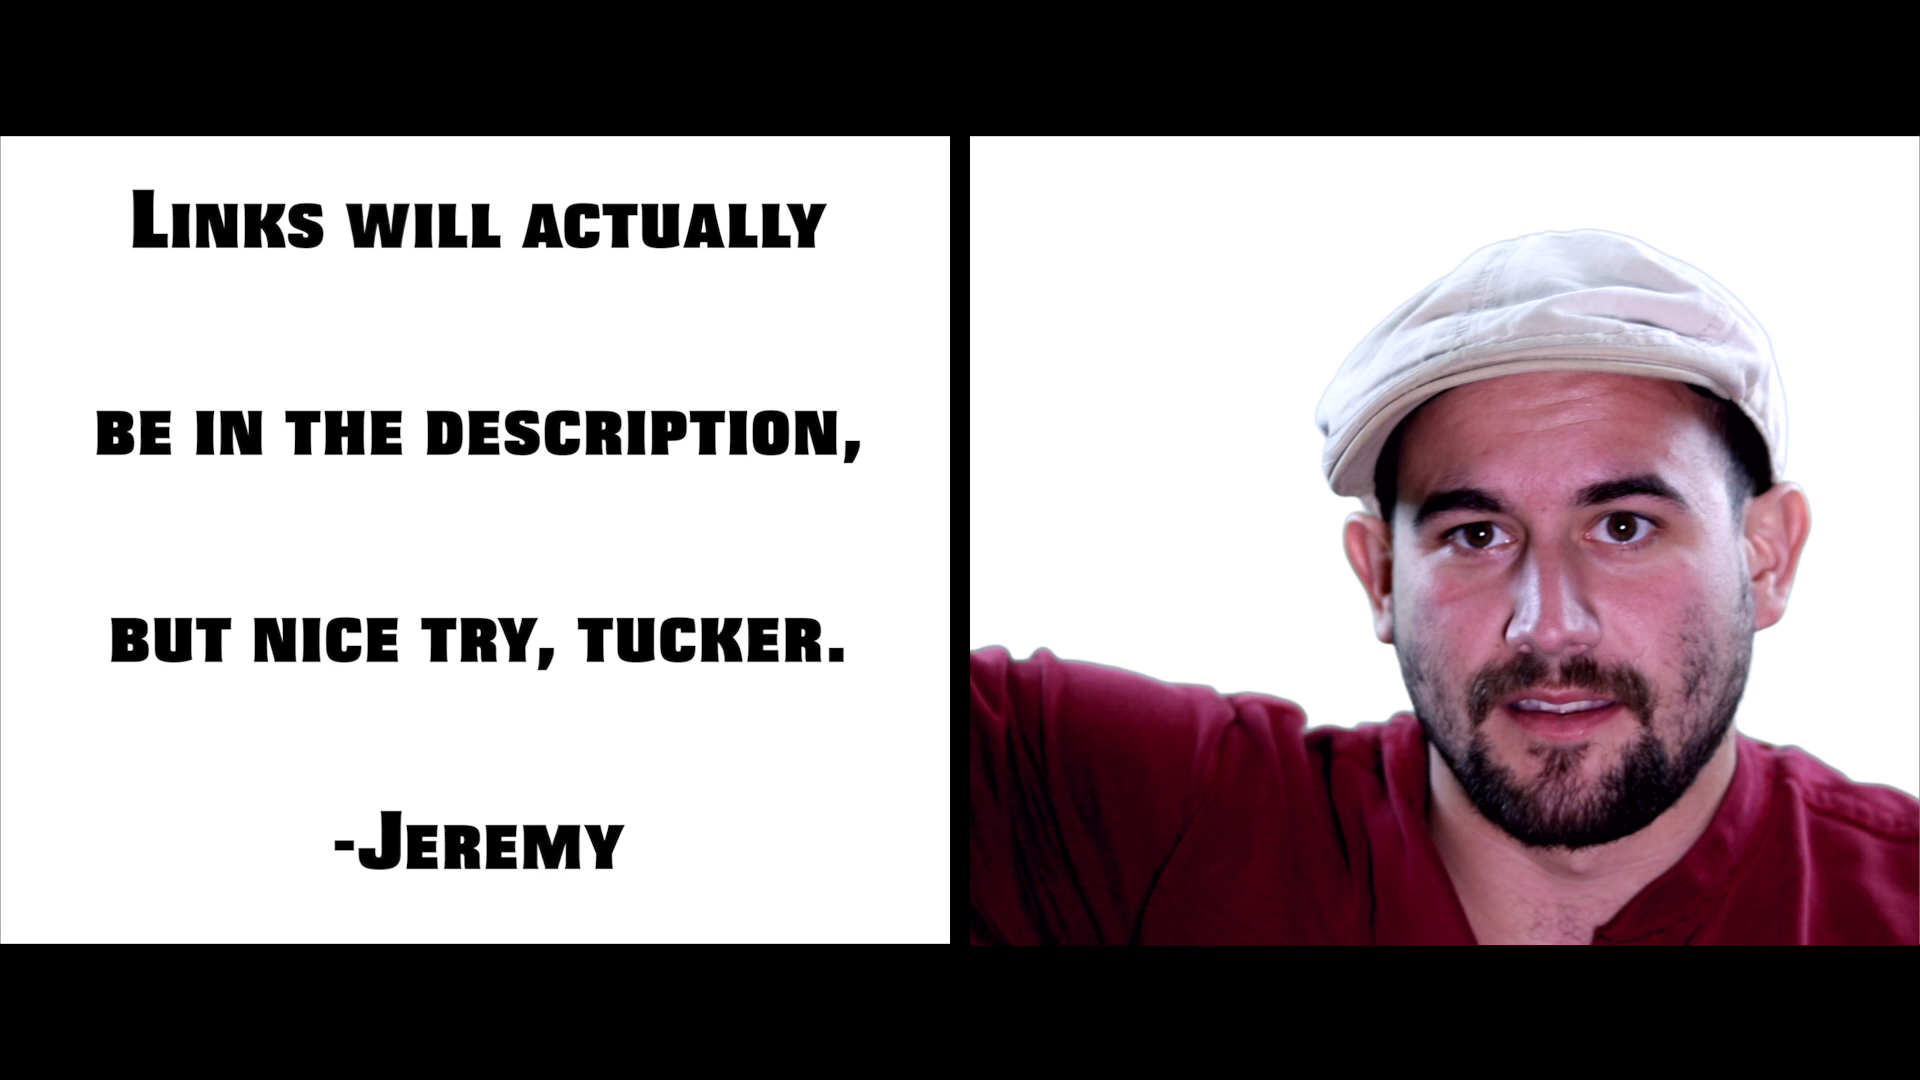 Links will actually
be in the description,
but nice try, tucker.
-Jeremy